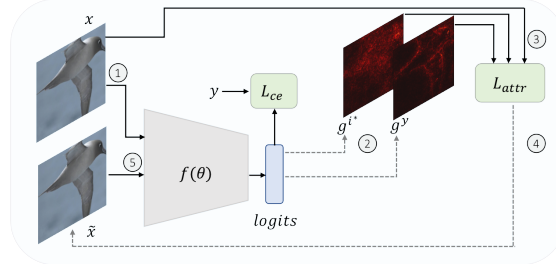 x
1
3
y
L_ce
L_attr
g^{i*}
2
g^y
4
5
f(θ)
logits
x̃